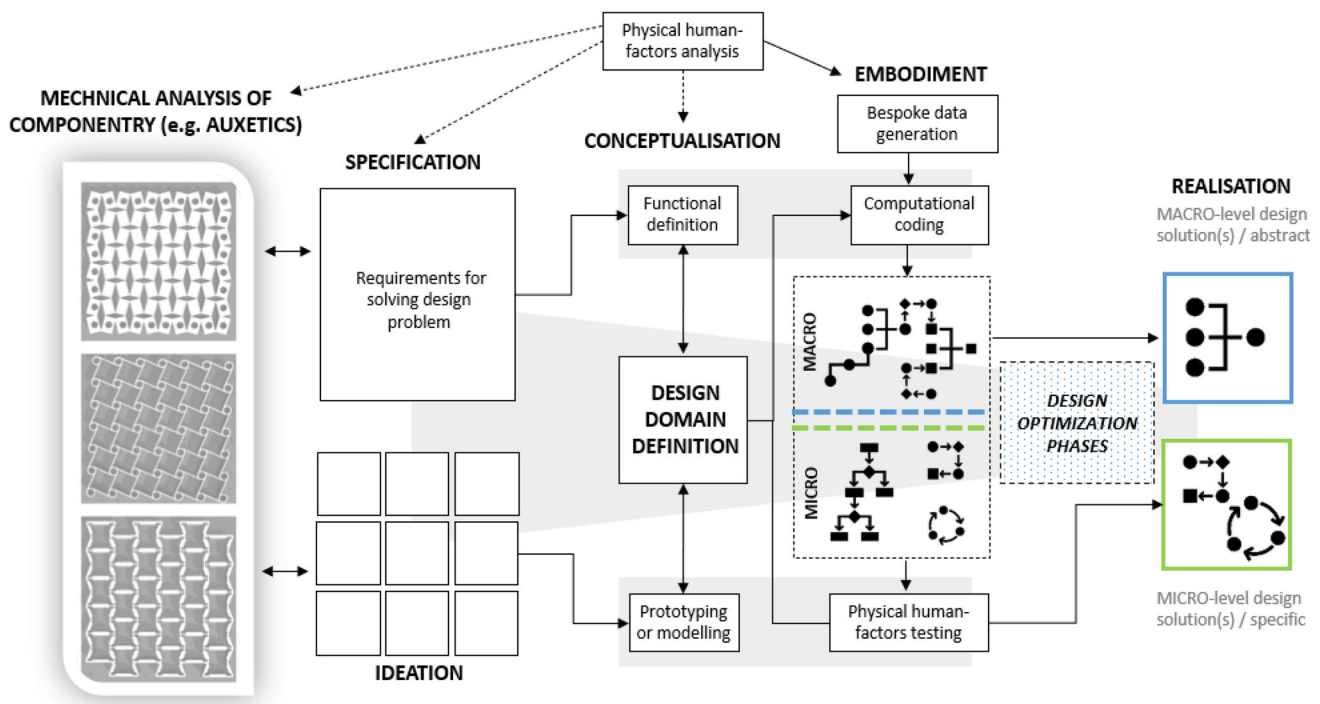 Physical human-
factors analysis
MECHNICAL ANALYSIS OF
COMPONENTRY (e.g. AUXETICS)
SPECIFICATION
Requirements for
solving design
problem
IDEATION
CONCEPTUALISATION
Functional
definition
DESIGN
DOMAIN
DEFINITION
Prototyping
or modelling
EMBODIMENT
Bespoke data
generation
Computational
coding
MACRO
MICRO
Physical human-
factors testing
DESIGN
OPTIMIZATION
PHASES
REALISATION
MACRO-level design
solution(s) / abstract
MICRO-level design
solution(s) / specific